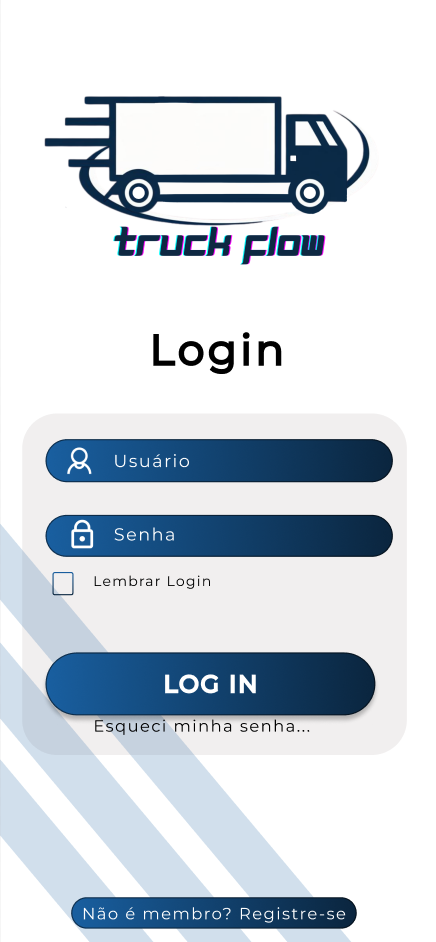 truck flow
Login
Usuário
Senha
Lembrar Login
LOG IN
Esqueci minha senha...
Não é membro? Registre-se